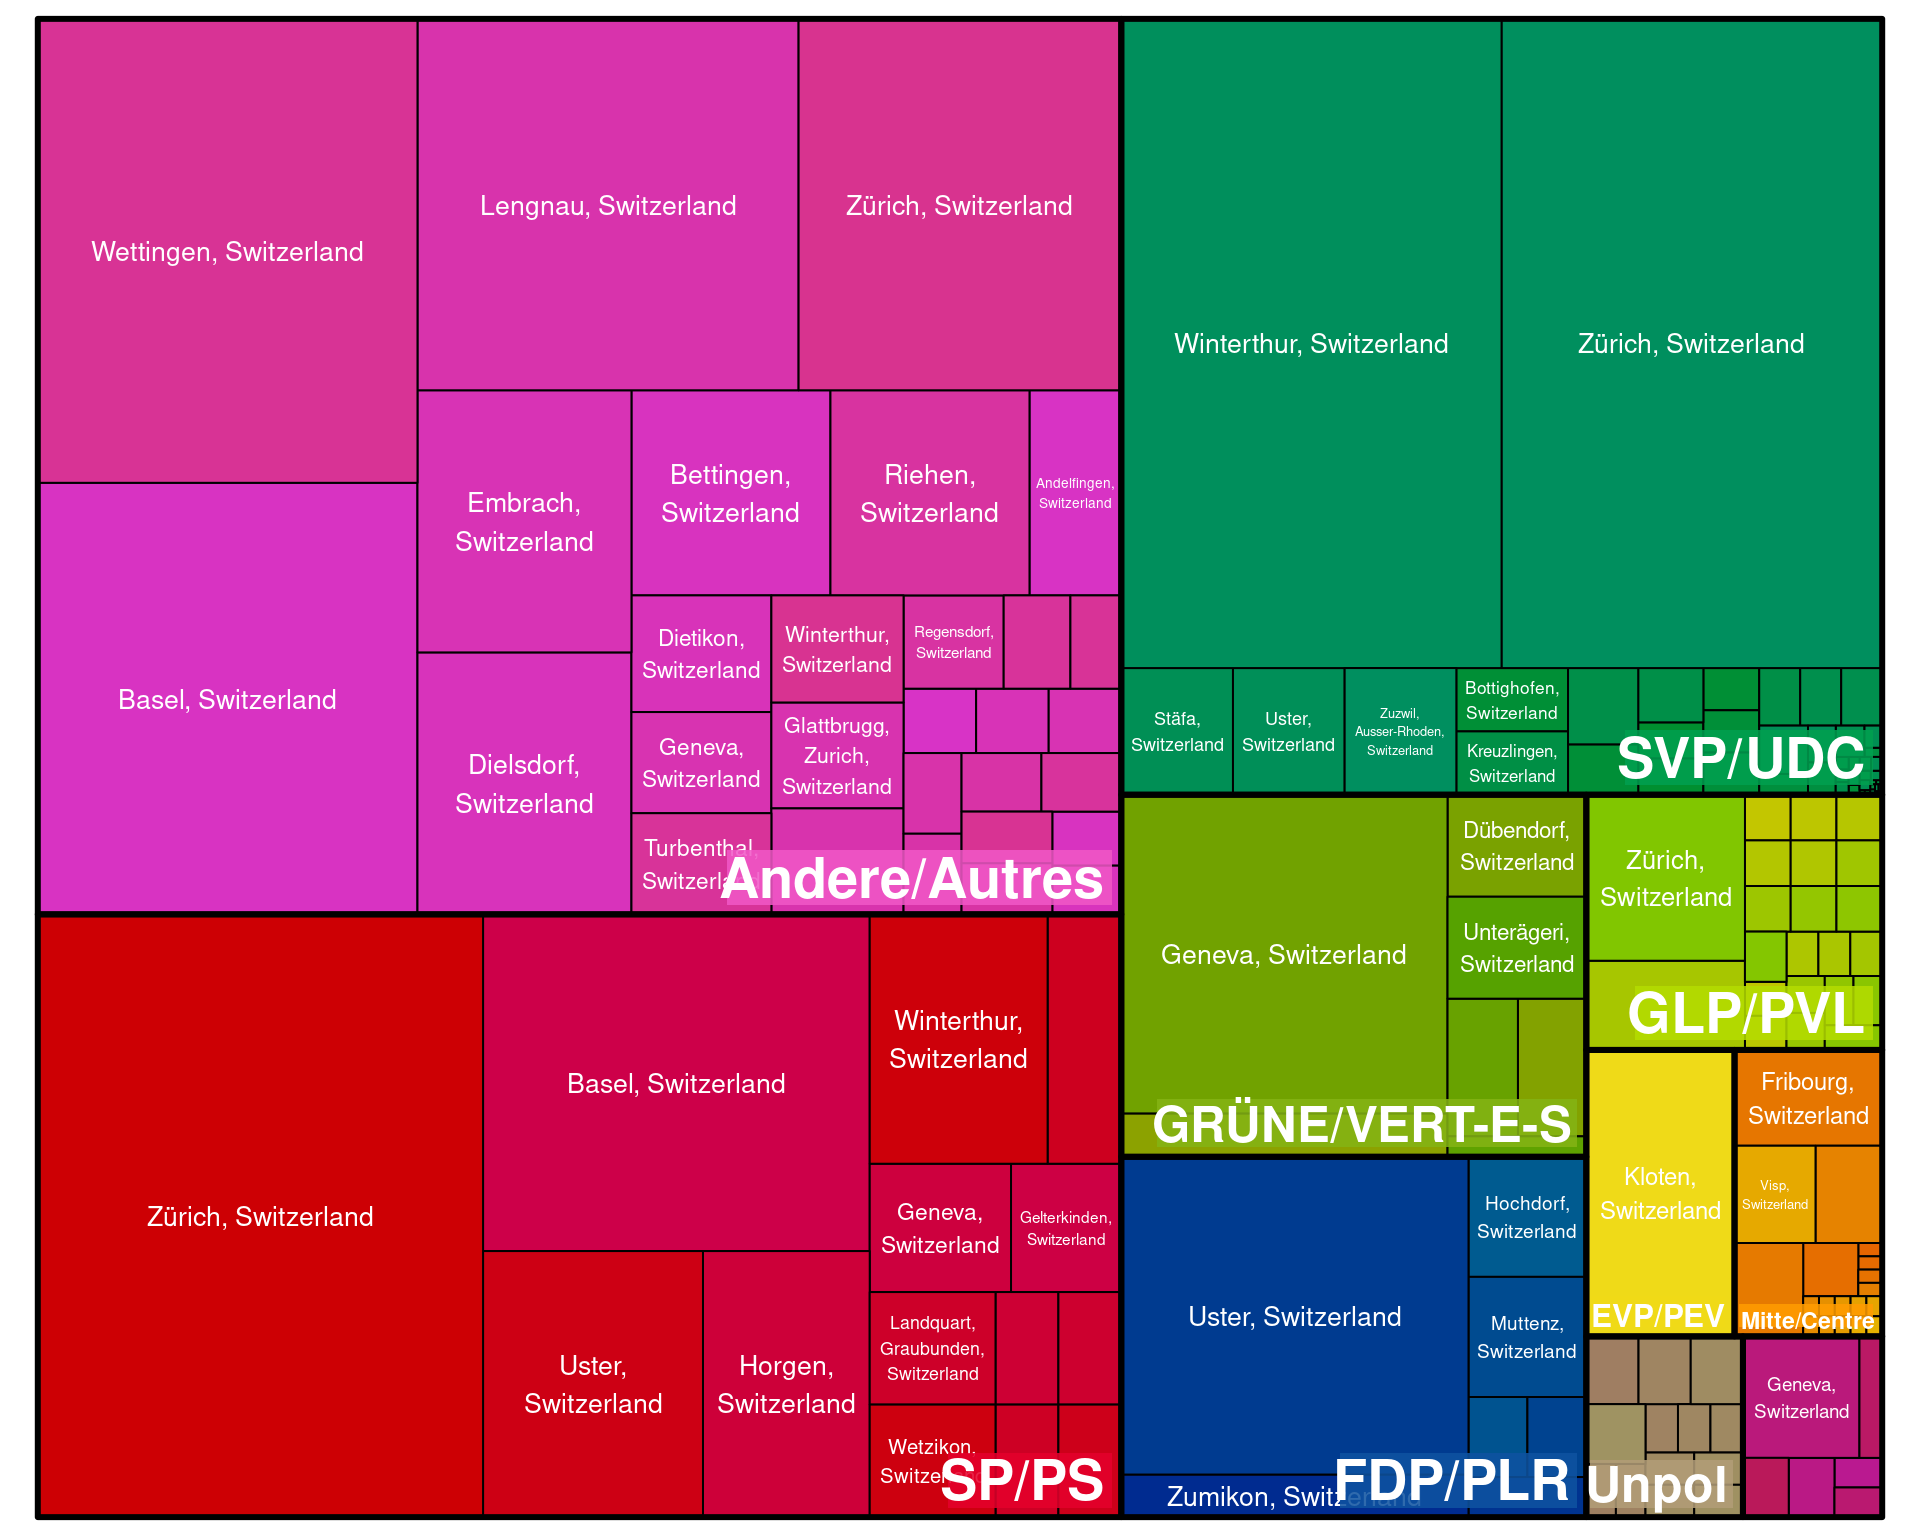 Wettingen, Switzerland
Lengnau, Switzerland
Zürich, Switzerland
Basel, Switzerland
Embrach,
Switzerland
Dielsdorf,
Switzerland
Bettingen,
Switzerland
Riehen,
Switzerland
Andelfingen,
Switzerland
Dietikon,
Switzerland
Geneva,
Switzerland
Turbenthal,
Winterthur,
Switzerland
Glattbrugg,
Zurich,
Switzerland
Regensdorf,
Switzerland
Andere/Autres
Winterthur, Switzerland
Zürich, Switzerland
Stäfa,
Switzerland
Uster,
Switzerland
Zuzwil,
Ausser-Rhoden,
Switzerland
Bottighofen,
Switzerland
Kreuzlingen,
Switzerland
SVP/UDC
Zürich, Switzerland
Basel, Switzerland
Uster,
Switzerland
Horgen,
Switzerland
Winterthur,
Switzerland
Geneva,
Switzerland
Gelterkinden,
Switzerland
Landquart,
Graubunden,
Switzerland
Wetzikon,
SP/PS
Geneva, Switzerland
Dübendorf,
Switzerland
Unterägeri,
Switzerland
GRÜNE/VERT-E-S
Zürich,
Switzerland
GLP/PVL
Uster, Switzerland
Hochdorf,
Switzerland
Muttenz,
Switzerland
Zumikon, Switzerland
FDP/PLR
Kloten,
Switzerland
EVP/PEV
Fribourg,
Switzerland
Visp,
Switzerland
Mitte/Centre
Unpol
Geneva,
Switzerland